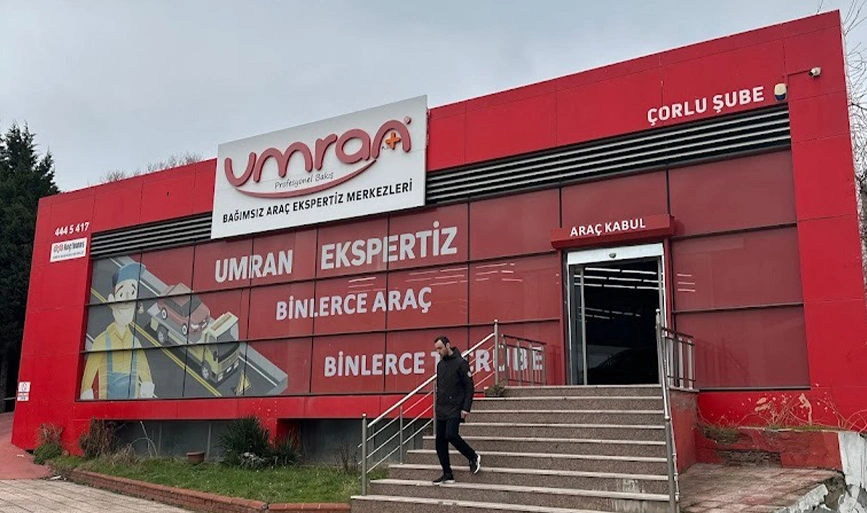 ÇORLU ŞUBE
umran+
Profesyonel Bakış
BAĞIMSIZ ARAÇ EKSPERTİZ MERKEZLERİ
444 5 417
ARAÇ KABUL
UMRAN EKSPERTİZ
BİNLERCE ARAÇ
BİNLERCE